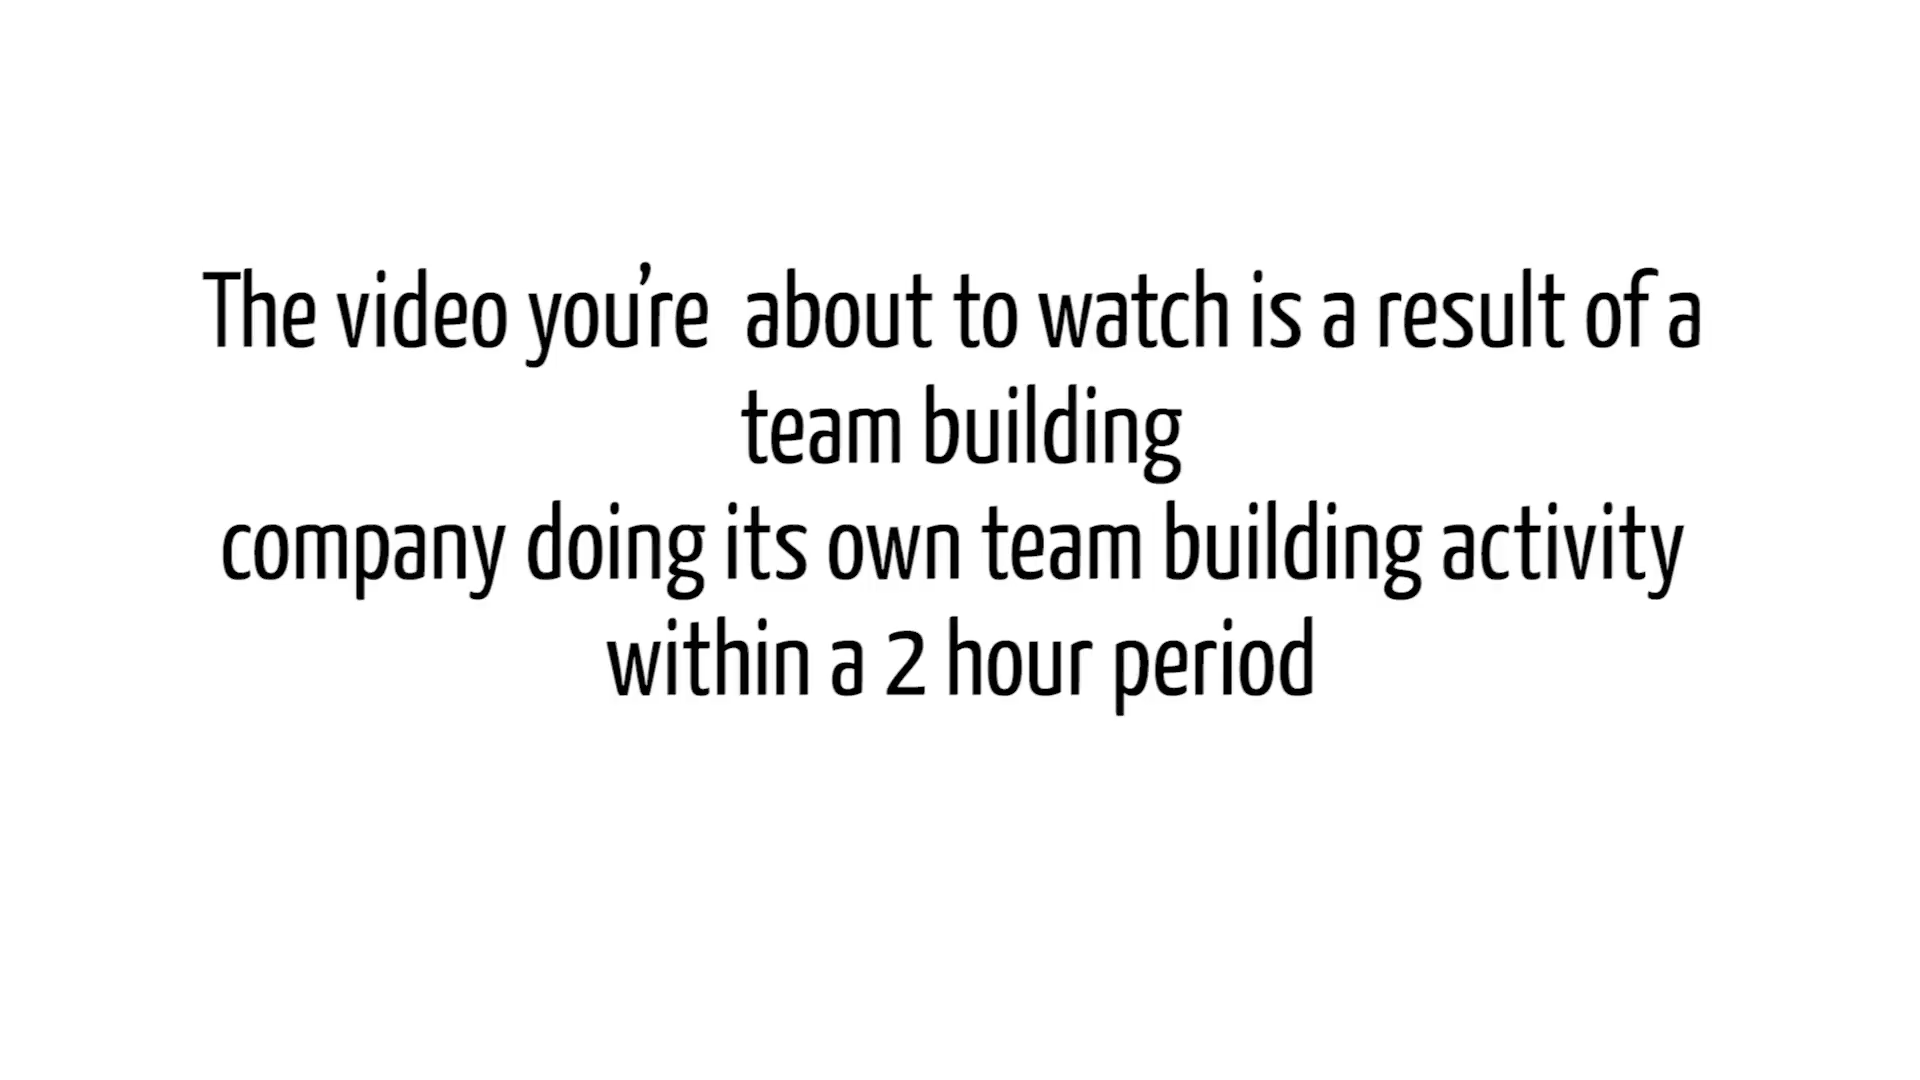 The video you’re  about to watch is a result of a
team building
company doing its own team building activity
within a 2 hour period